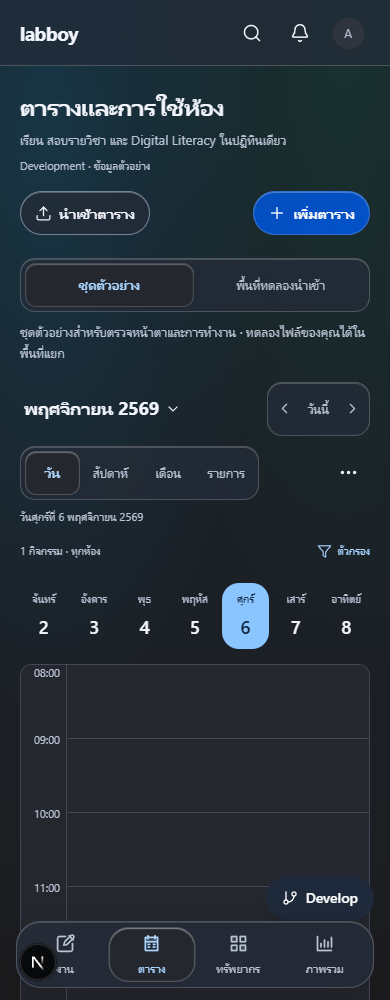 labboy
A
ตารางและการใช้ห้อง
เรียน สอบรายวิชา และ Digital Literacy ในปฏิทินเดียว
Development · ข้อมูลตัวอย่าง
นำเข้าตาราง
เพิ่มตาราง
ชุดตัวอย่าง
พื้นที่ทดลองนำเข้า
ชุดตัวอย่างสำหรับตรวจหน้าตาและการทำงาน · ทดลองไฟล์ของคุณได้ใน
พื้นที่แยก
พฤศจิกายน 2569
วันนี้
วัน สัปดาห์ เดือน รายการ
วันศุกร์ที่ 6 พฤศจิกายน 2569
1 กิจกรรม · ทุกห้อง
ตัวกรอง
จันทร์ อังคาร พุธ พฤหัส ศุกร์ เสาร์ อาทิตย์
2 3 4 5 6 7 8
08:00
09:00
10:00
11:00
Develop
N
งาน ตาราง ทรัพยากร ภาพรวม